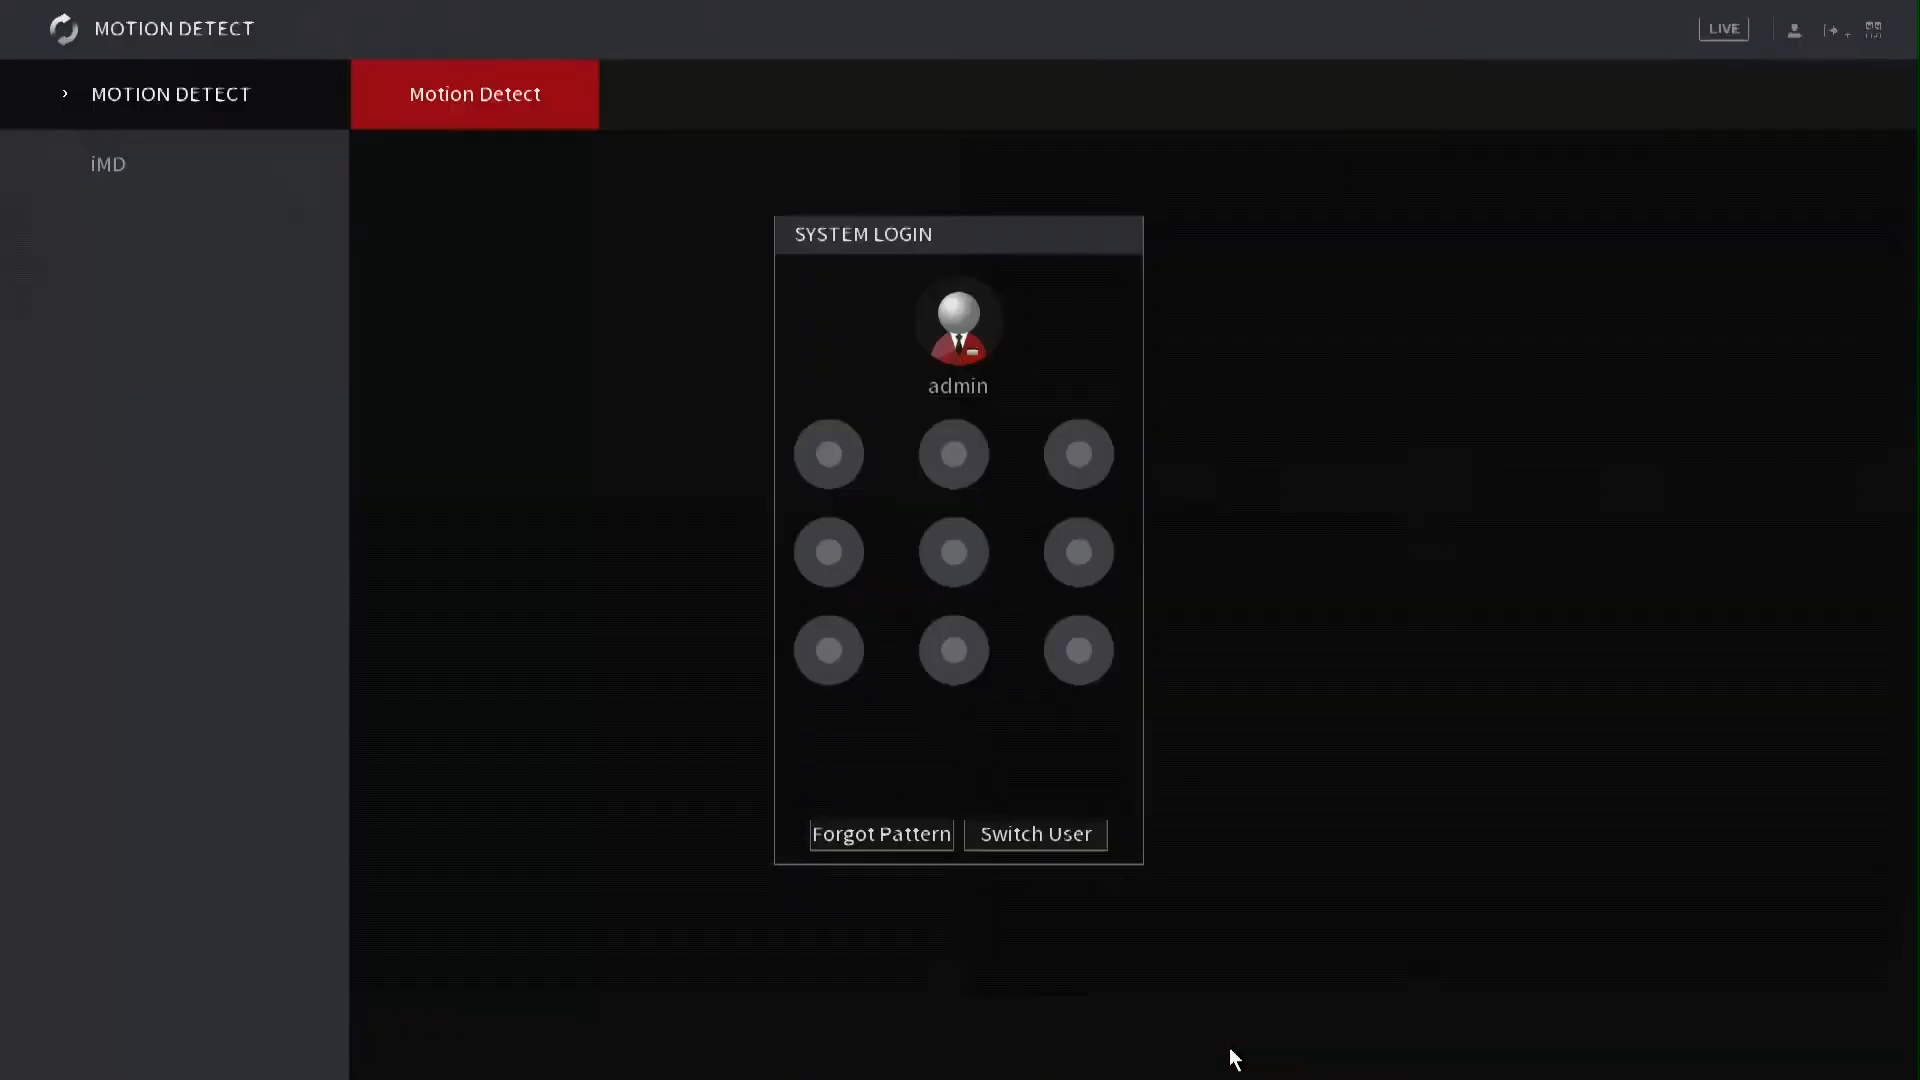 MOTION DETECT
LIVE
MOTION DETECT
Motion Detect
iMD
SYSTEM LOGIN
admin
Forgot Pattern
Switch User